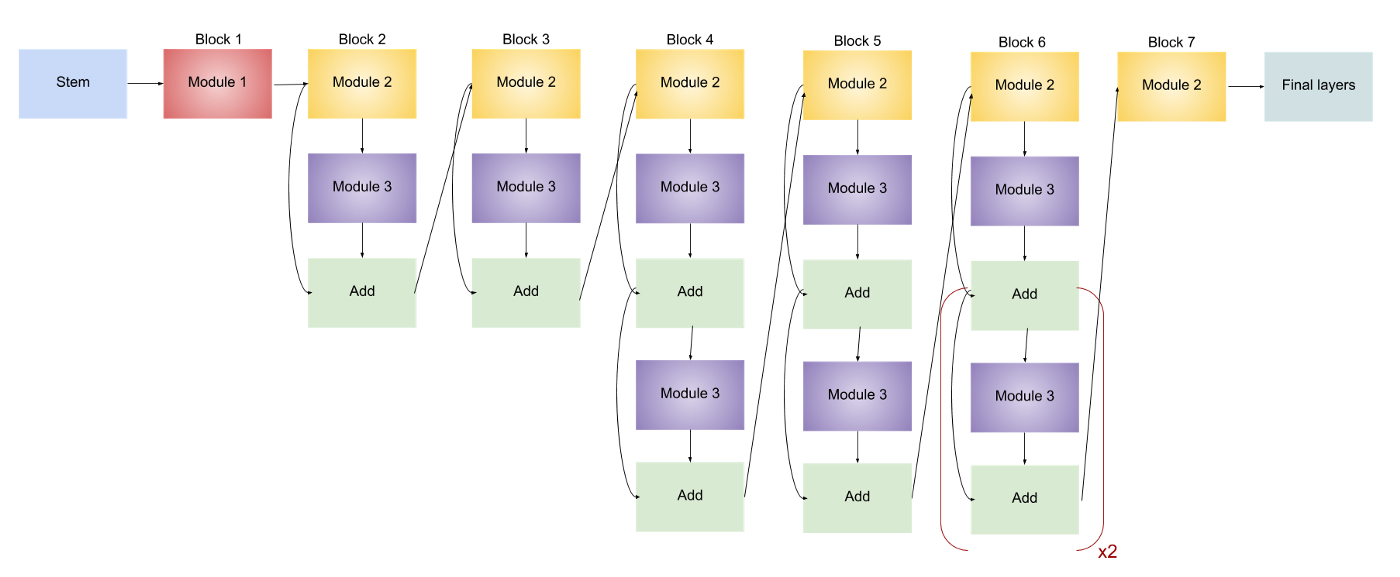 Block 1
Block 2
Block 3
Block 4
Block 5
Block 6
Block 7
Stem
Module 1
Module 2
Module 2
Module 2
Module 2
Module 2
Module 2
Final layers
Module 3
Module 3
Module 3
Module 3
Module 3
Add
Add
Add
Add
Add
Module 3
Module 3
Module 3
Add
Add
Add
x2